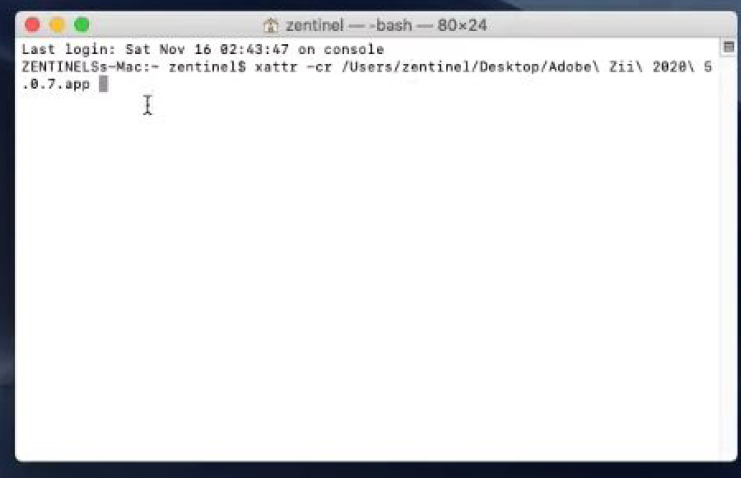 zentinel — -bash — 80×24
Last login: Sat Nov 16 02:43:47 on console
ZENTINELSs-Mac:~ zentinel$ xattr -cr /Users/zentinel/Desktop/Adobe\ Zii\ 2020\ 5
.0.7.app